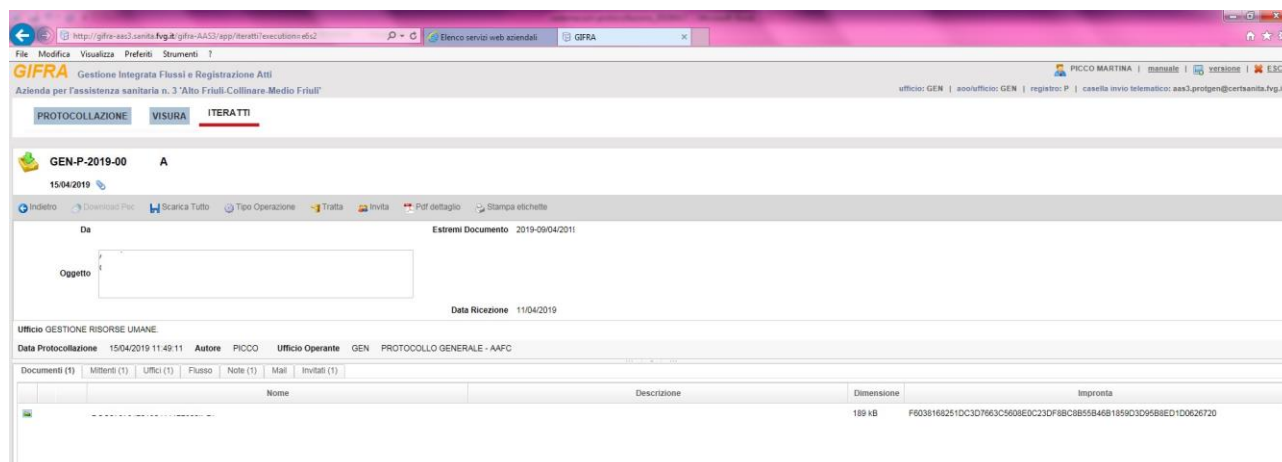 http://gifra-aas3.sanita.fvg.it/gifra-AAS3/app/iteratti?execution=e6s2
Elenco servizi web aziendali
GIFRA
File Modifica Visualizza Preferiti Strumenti ?
GIFRA Gestione Integrata Flussi e Registrazione Atti
PICCO MARTINA | manuale | versione | ESC
Azienda per l'assistenza sanitaria n. 3 'Alto Friuli-Collinare-Medio Friuli'
ufficio: GEN | aoo/ufficio: GEN | registro: P | casella invio telematico: aas3.protgen@certsanita.fvg.i
PROTOCOLLAZIONE VISURA ITERATTI
GEN-P-2019-00 A
15/04/2019
Indietro Download Pec Scarica Tutto Tipo Operazione Tratta Invita Pdf dettaglio Stampa etichette
Da Estremi Documento 2019-09/04/201
Oggetto
Data Ricezione 11/04/2019
Ufficio GESTIONE RISORSE UMANE.
Data Protocollazione 15/04/2019 11:49:11 Autore PICCO Ufficio Operante GEN PROTOCOLLO GENERALE - AAFC
Documenti (1) Mittenti (1) Uffici (1) Flusso Note (1) Mail Invitati (1)
Nome Descrizione Dimensione Impronta
189 kB F6038168251DC3D7663C5608E0C23DF8BC8B55B46B1859D3D95B8ED1D0626720